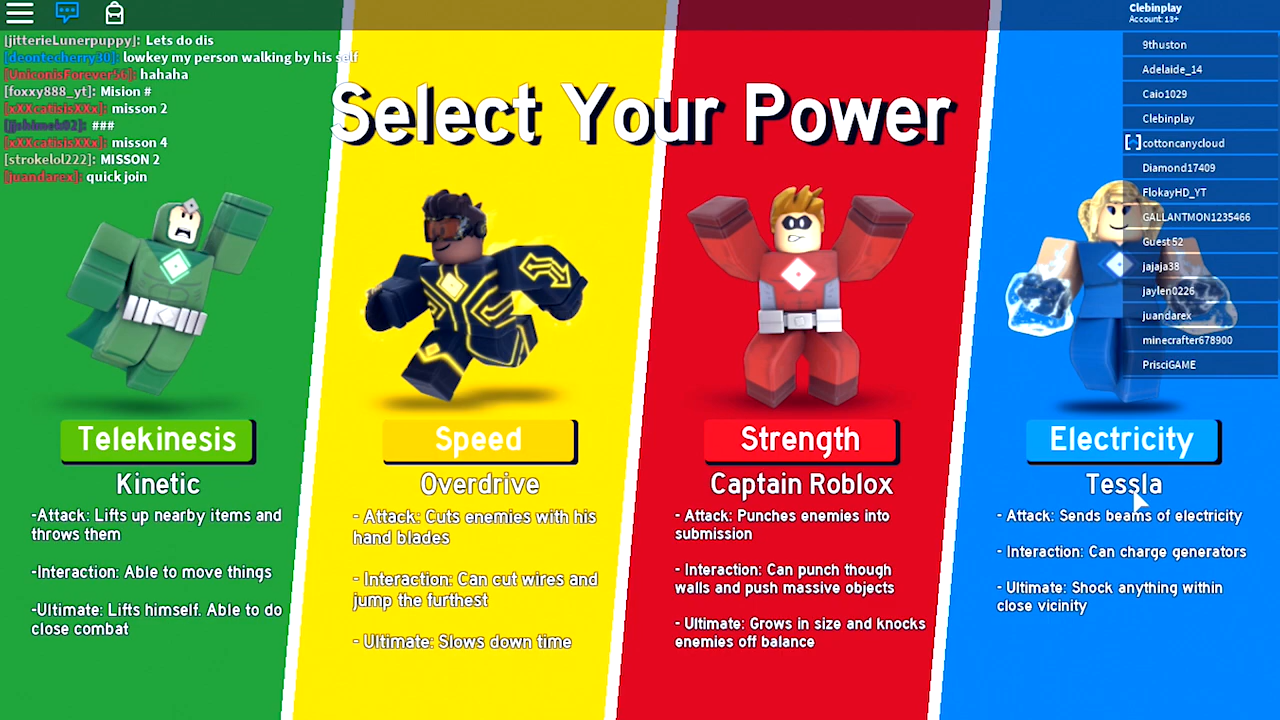 Clebinplay
Account: 13+
[jitterieLunerpuppy]: Lets do dis
[deontecherry30]: lowkey my person walking by his self
[UniconisForever56]: hahaha
[foxxy888_yt]: Mision #
[xXXcatisisXXx]: misson 2
[jjshimek02]: ###
[xXXcatisisXXx]: misson 4
[strokelol222]: MISSON 2
[juandarex]: quick join
Select Your Power
9thuston
Adelaide_14
Caio1029
Clebinplay
cottoncanycloud
Diamond17409
FlokayHD_YT
GALLANTMON1235466
Guest 52
jajaja38
jaylen0226
juandarex
minecrafter678900
PrisciGAME
Telekinesis
Kinetic
-Attack: Lifts up nearby items and
throws them
-Interaction: Able to move things
-Ultimate: Lifts himself. Able to do
close combat
Speed
Overdrive
- Attack: Cuts enemies with his
hand blades
- Interaction: Can cut wires and
jump the furthest
- Ultimate: Slows down time
Strength
Captain Roblox
- Attack: Punches enemies into
submission
- Interaction: Can punch though
walls and push massive objects
- Ultimate: Grows in size and knocks
enemies off balance
Electricity
Tessla
- Attack: Sends beams of electricity
- Interaction: Can charge generators
- Ultimate: Shock anything within
close vicinity